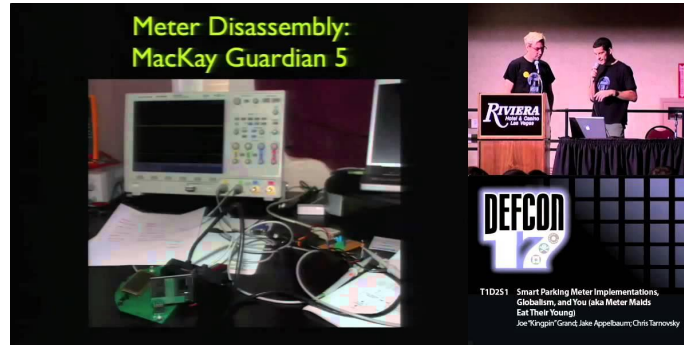 Meter Disassembly:
MacKay Guardian 5
RIVIERA
Hotel & Casino
Las Vegas
DEFCON
17
T1D2S1 Smart Parking Meter Implementations,
Globalism, and You (aka Meter Maids
Eat Their Young)
Joe "Kingpin" Grand; Jake Appelbaum; Chris Tarnovsky